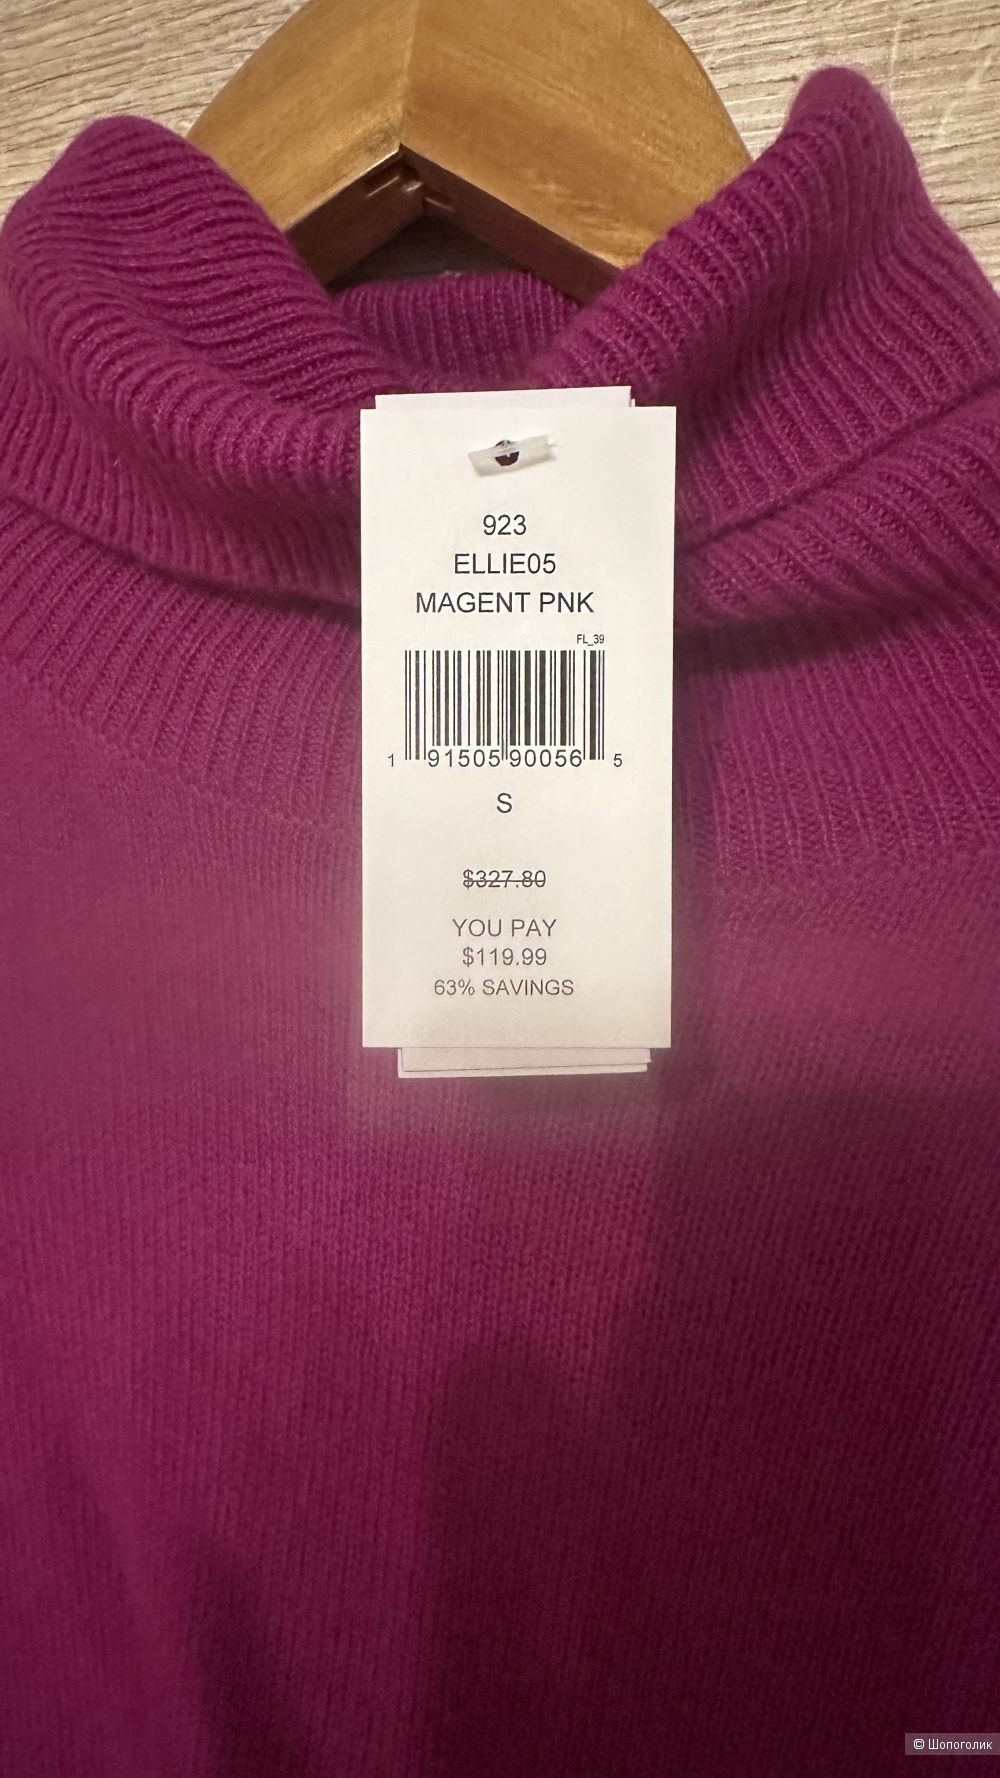 923
ELLIE05
MAGENT PNK
FL_39
1 91505 90056 5
S
$327.80
YOU PAY
$119.99
63% SAVINGS
© Шопоголик